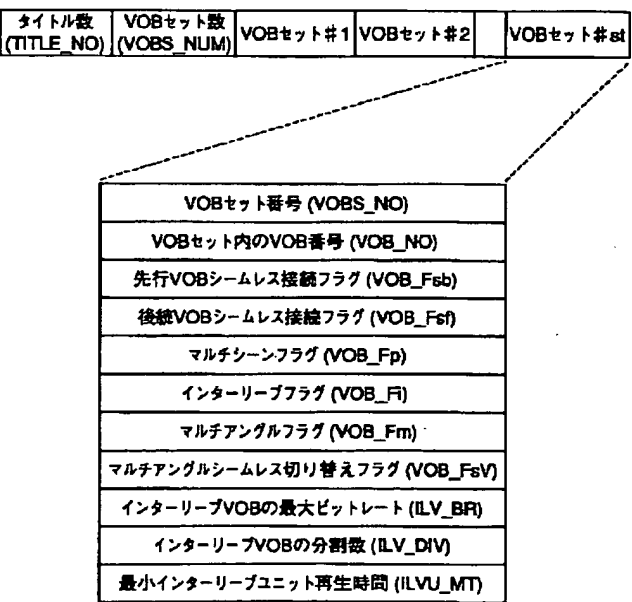 タイトル数
(TITLE_NO)
VOBセット数
(VOBS_NUM)
VOBセット#1
VOBセット#2
VOBセット#st
VOBセット番号 (VOBS_NO)
VOBセット内のVOB番号 (VOB_NO)
先行VOBシームレス接続フラグ (VOB_Fsb)
後続VOBシームレス接続フラグ (VOB_Fsf)
マルチシーンフラグ (VOB_Fp)
インターリーブフラグ (VOB_Fi)
マルチアングルフラグ (VOB_Fm)
マルチアングルシームレス切り替えフラグ (VOB_FsV)
インターリーブVOBの最大ビットレート (ILV_BR)
インターリーブVOBの分割数 (ILV_DIV)
最小インターリーブユニット再生時間 (ILVU_MT)